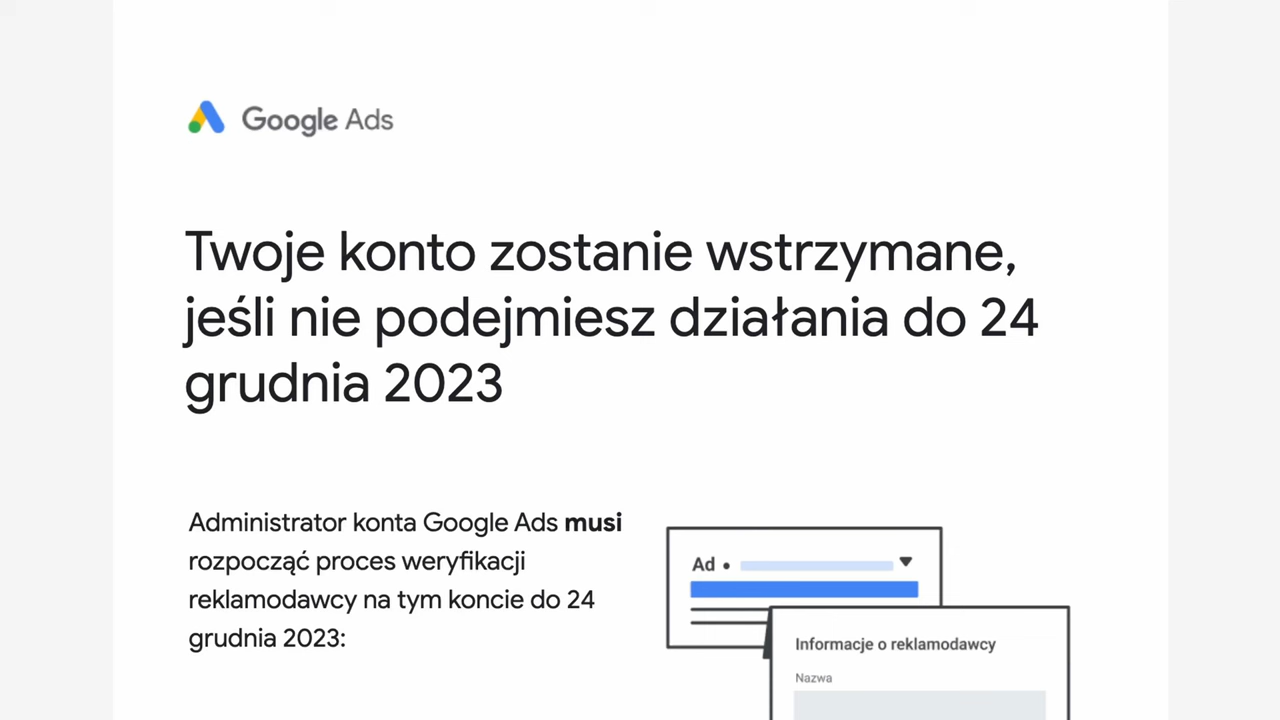 Google Ads
Twoje konto zostanie wstrzymane,
jeśli nie podejmiesz działania do 24
grudnia 2023
Administrator konta Google Ads musi
rozpocząć proces weryfikacji
reklamodawcy na tym koncie do 24
grudnia 2023:
Ad •
Informacje o reklamodawcy
Nazwa